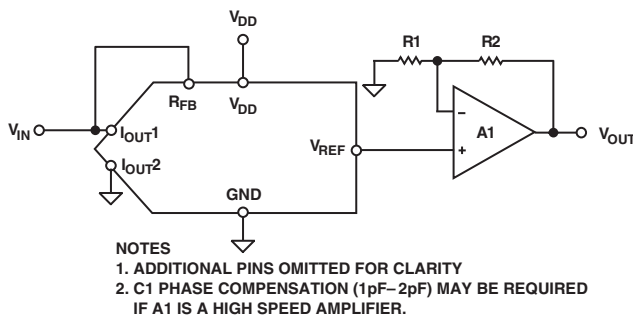 V_DD
R_FB
V_DD
R1
R2
V_IN
I_OUT1
I_OUT2
V_REF
A1
−
+
V_OUT
GND
NOTES
1. ADDITIONAL PINS OMITTED FOR CLARITY
2. C1 PHASE COMPENSATION (1pF–2pF) MAY BE REQUIRED
IF A1 IS A HIGH SPEED AMPLIFIER.